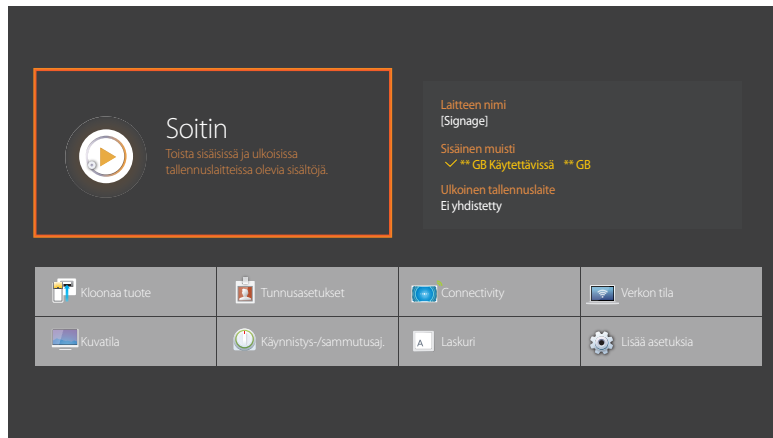 Soitin
Toista sisäisissä ja ulkoisissa
tallennuslaitteissa olevia sisältöjä.
Laitteen nimi
[Signage]
Sisäinen muisti
** GB Käytettävissä ** GB
Ulkoinen tallennuslaite
Ei yhdistetty
Kloonaa tuote
Tunnusasetukset
Connectivity
Verkon tila
Kuvatila
Käynnistys-/sammutusaj.
A
Laskuri
Lisää asetuksia